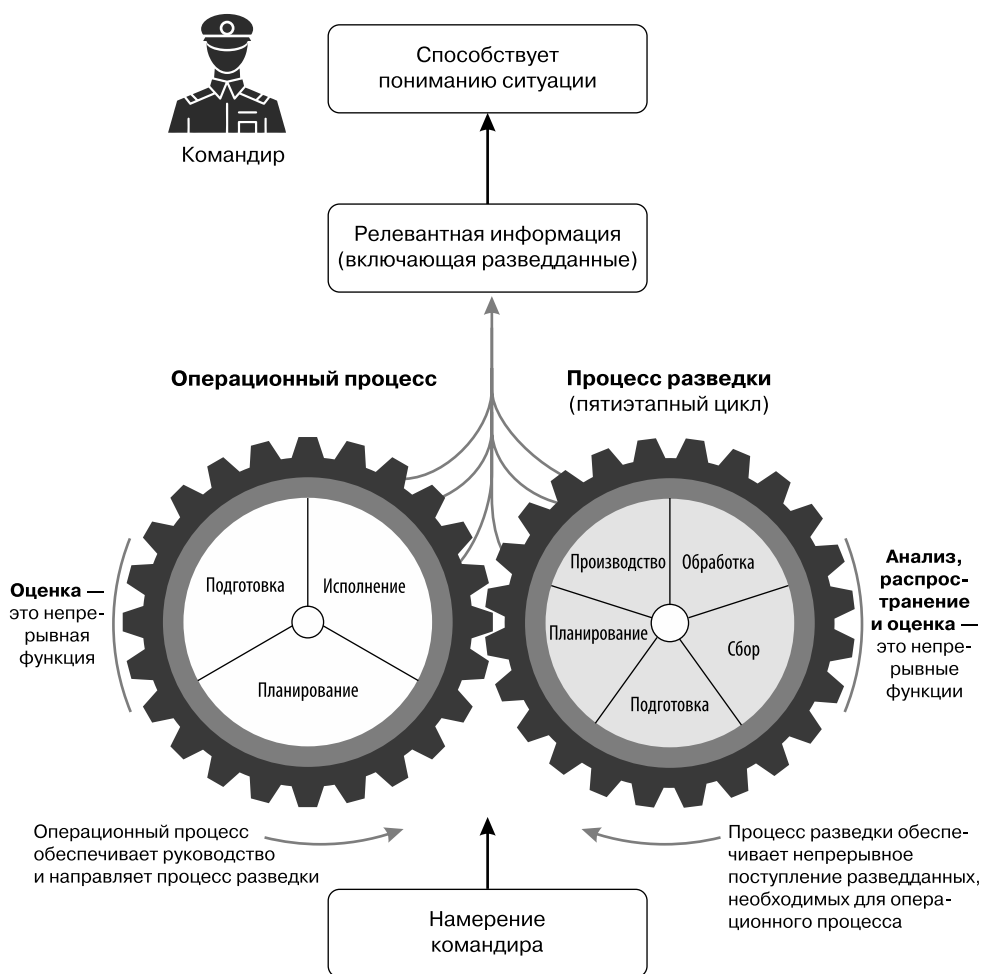 Способствует
пониманию ситуации
Командир
Релевантная информация
(включающая разведданные)
Операционный процесс
Процесс разведки
(пятиэтапный цикл)
Оценка —
это непре-
рывная
функция
Подготовка
Исполнение
Планирование
Производство
Обработка
Планирование
Сбор
Подготовка
Анализ,
распрос-
транение
и оценка —
это непре-
рывные
функции
Операционный процесс
обеспечивает руководство
и направляет процесс разведки
Процесс разведки обеспе-
чивает непрерывное
поступление разведданных,
необходимых для опера-
ционного процесса
Намерение
командира